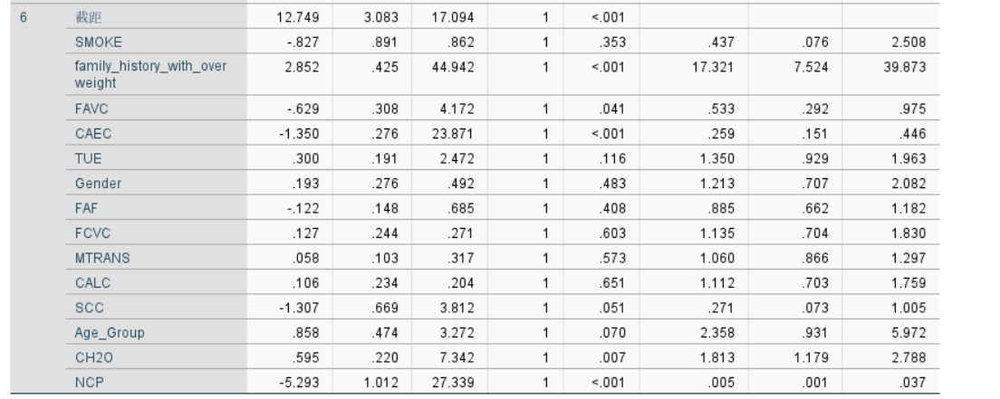 6 截距 12.749 3.083 17.094 1 <.001
SMOKE -.827 .891 .862 1 .353 .437 .076 2.508
family_history_with_over
weight 2.852 .425 44.942 1 <.001 17.321 7.524 39.873
FAVC -.629 .308 4.172 1 .041 .533 .292 .975
CAEC -1.350 .276 23.871 1 <.001 .259 .151 .446
TUE .300 .191 2.472 1 .116 1.350 .929 1.963
Gender .193 .276 .492 1 .483 1.213 .707 2.082
FAF -.122 .148 .685 1 .408 .885 .662 1.182
FCVC .127 .244 .271 1 .603 1.135 .704 1.830
MTRANS .058 .103 .317 1 .573 1.060 .866 1.297
CALC .106 .234 .204 1 .651 1.112 .703 1.759
SCC -1.307 .669 3.812 1 .051 .271 .073 1.005
Age_Group .858 .474 3.272 1 .070 2.358 .931 5.972
CH2O .595 .220 7.342 1 .007 1.813 1.179 2.788
NCP -5.293 1.012 27.339 1 <.001 .005 .001 .037